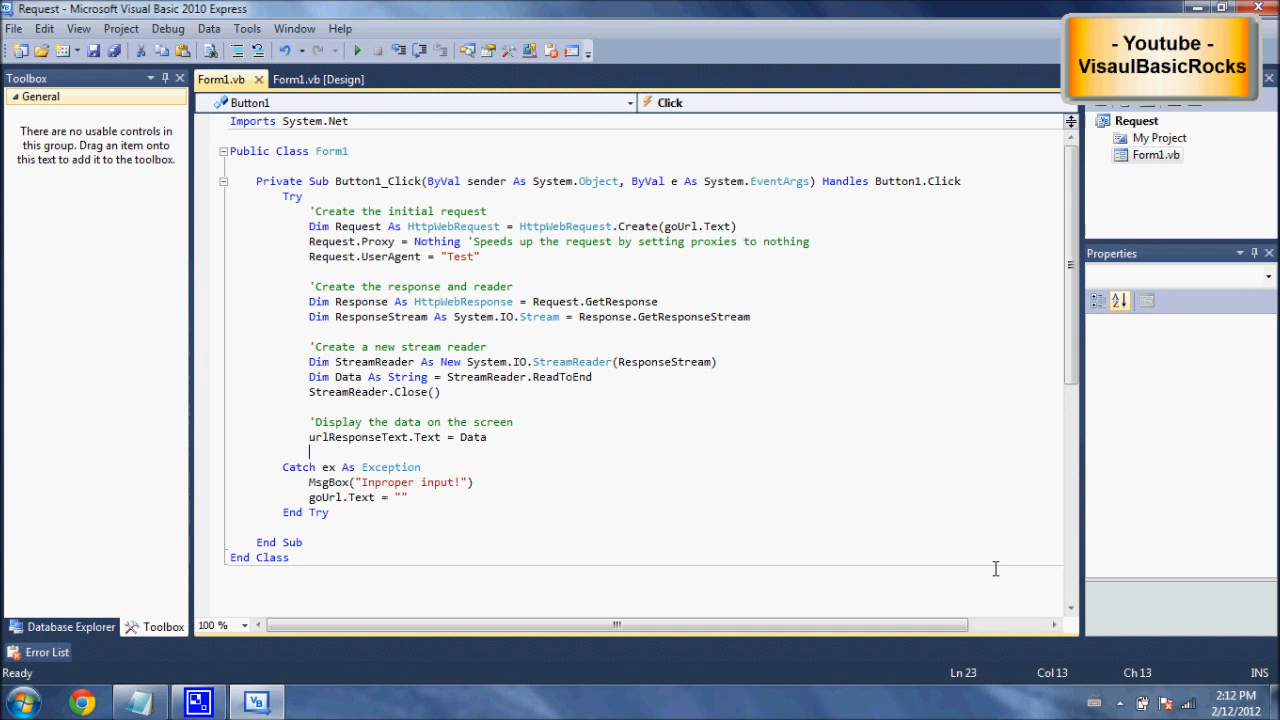 Request - Microsoft Visual Basic 2010 Express
File Edit View Project Debug Data Tools Window Help
- Youtube -
VisaulBasicRocks
Toolbox
General
There are no usable controls in
this group. Drag an item onto
this text to add it to the toolbox.
Form1.vb Form1.vb [Design]
Button1 Click
Imports System.Net
Public Class Form1
Private Sub Button1_Click(ByVal sender As System.Object, ByVal e As System.EventArgs) Handles Button1.Click
Try
'Create the initial request
Dim Request As HttpWebRequest = HttpWebRequest.Create(goUrl.Text)
Request.Proxy = Nothing 'Speeds up the request by setting proxies to nothing
Request.UserAgent = "Test"
'Create the response and reader
Dim Response As HttpWebResponse = Request.GetResponse
Dim ResponseStream As System.IO.Stream = Response.GetResponseStream
'Create a new stream reader
Dim StreamReader As New System.IO.StreamReader(ResponseStream)
Dim Data As String = StreamReader.ReadToEnd
StreamReader.Close()
'Display the data on the screen
urlResponseText.Text = Data
Catch ex As Exception
MsgBox("Inproper input!")
goUrl.Text = ""
End Try
End Sub
End Class
Request
My Project
Form1.vb
Properties
100 %
Database Explorer Toolbox
Error List
Ready Ln 23 Col 13 Ch 13 INS
2:12 PM
2/12/2012